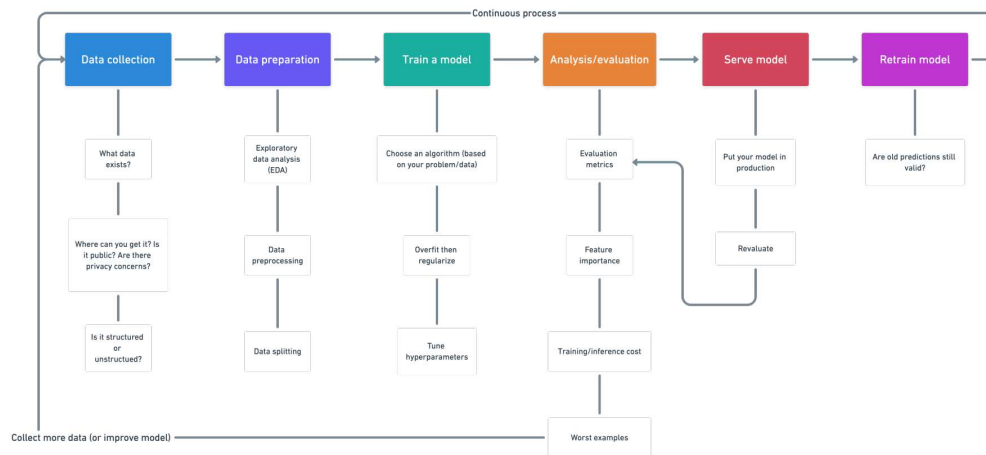 Continuous process
Data collection
Data preparation
Train a model
Analysis/evaluation
Serve model
Retrain model
What data
exists?
Exploratory
data analysis
(EDA)
Choose an algorithm (based
on your problem/data)
Evaluation
metrics
Put your model in
production
Are old predictions still
valid?
Where can you get it? Is
it public? Are there
privacy concerns?
Data
preprocessing
Overfit then
regularize
Feature
importance
Revaluate
Is it structured
or
unstructued?
Data splitting
Tune
hyperparameters
Training/inference cost
Collect more data (or improve model)
Worst examples